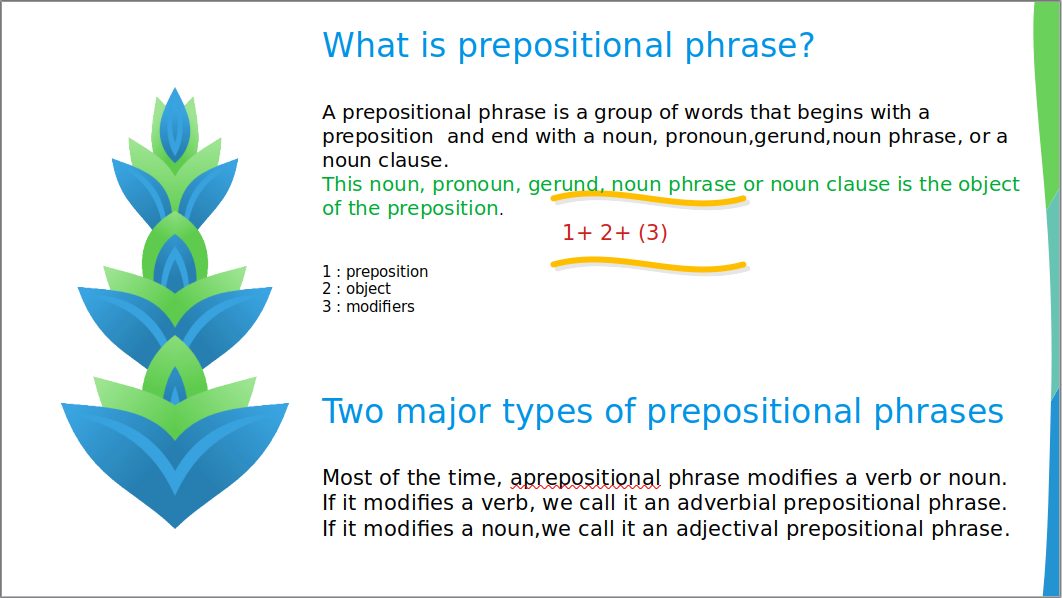 What is prepositional phrase?
A prepositional phrase is a group of words that begins with a
preposition  and end with a noun, pronoun,gerund,noun phrase, or a
noun clause.
This noun, pronoun, gerund, noun phrase or noun clause is the object
of the preposition.
1+ 2+ (3)
1 : preposition
2 : object
3 : modifiers
Two major types of prepositional phrases
Most of the time, aprepositional phrase modifies a verb or noun.
If it modifies a verb, we call it an adverbial prepositional phrase.
If it modifies a noun,we call it an adjectival prepositional phrase.